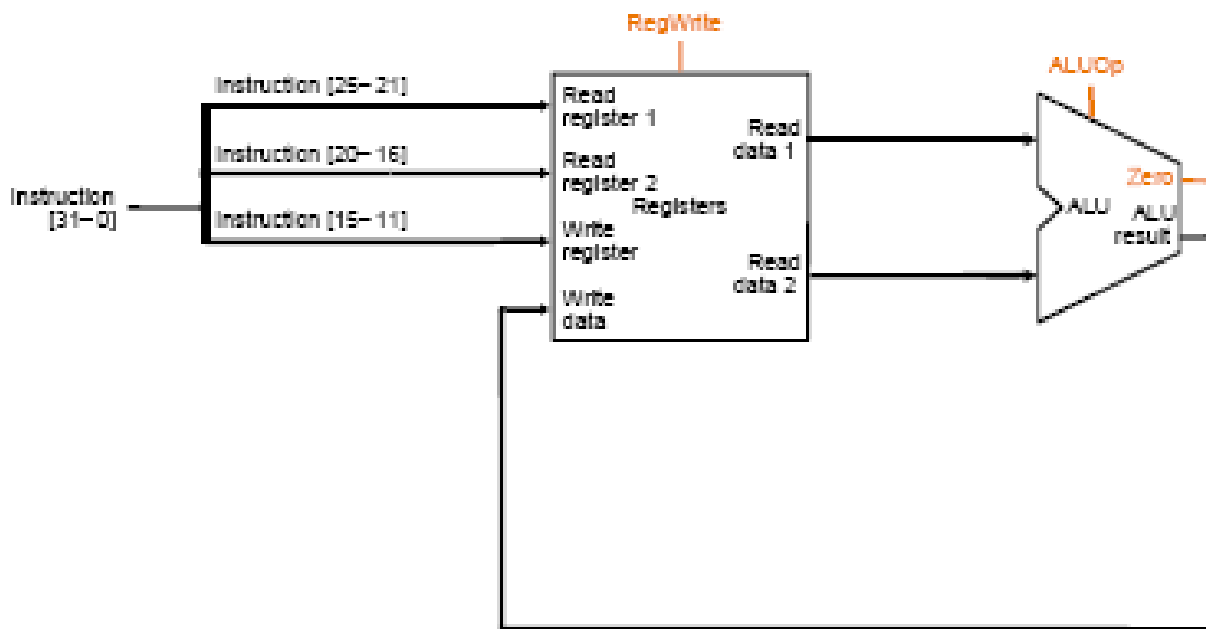 RegWrite
ALUOp
Instruction [25-21]
Read
register 1
Read
data 1
Instruction [20-16]
Read
register 2
Registers
Zero
ALU
ALU
result
Instruction
[31-0]
Instruction [15-11]
Write
register
Read
data 2
Write
data